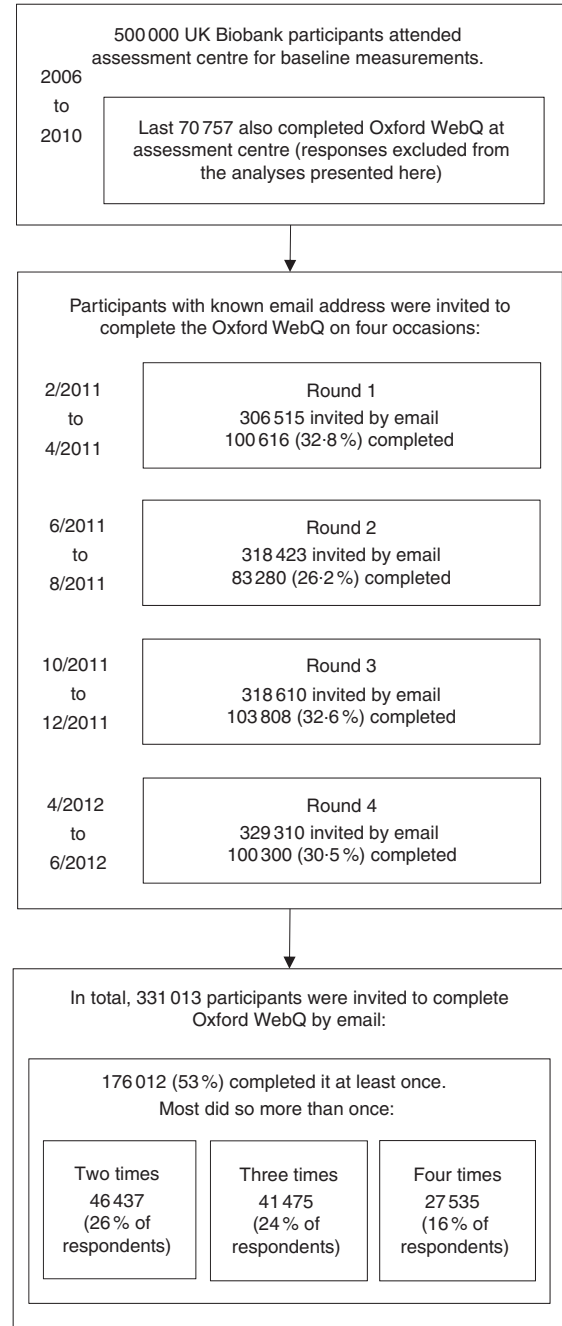 500 000 UK Biobank participants attended
assessment centre for baseline measurements.
2006
to
2010
Last 70 757 also completed Oxford WebQ at
assessment centre (responses excluded from
the analyses presented here)
Participants with known email address were invited to
complete the Oxford WebQ on four occasions:
2/2011
to
4/2011
Round 1
306 515 invited by email
100 616 (32·8 %) completed
6/2011
to
8/2011
Round 2
318 423 invited by email
83 280 (26·2 %) completed
10/2011
to
12/2011
Round 3
318 610 invited by email
103 808 (32·6 %) completed
4/2012
to
6/2012
Round 4
329 310 invited by email
100 300 (30·5 %) completed
In total, 331 013 participants were invited to complete
Oxford WebQ by email:
176 012 (53 %) completed it at least once.
Most did so more than once:
Two times
46 437
(26 % of
respondents)
Three times
41 475
(24 % of
respondents)
Four times
27 535
(16 % of
respondents)